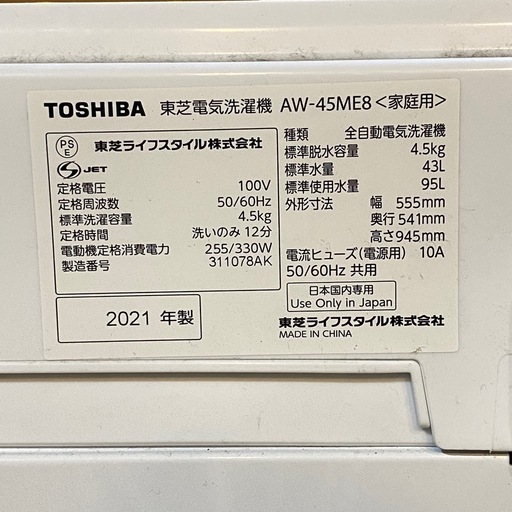 TOSHIBA 東芝電気洗濯機 AW-45ME8<家庭用>
PS
E
東芝ライフスタイル株式会社
S JET
定格電圧 100V
定格周波数 50/60Hz
標準洗濯容量 4.5kg
定格時間 洗いのみ 12分
電動機定格消費電力 255/330W
製造番号 311078AK
2021 年製
種類 全自動電気洗濯機
標準脱水容量 4.5kg
標準水量 43L
標準使用水量 95L
外形寸法 幅 555mm
奥行 541mm
高さ 945mm
電流ヒューズ(電源用) 10A
50/60Hz 共用
日本国内専用
Use Only in Japan
東芝ライフスタイル株式会社
MADE IN CHINA